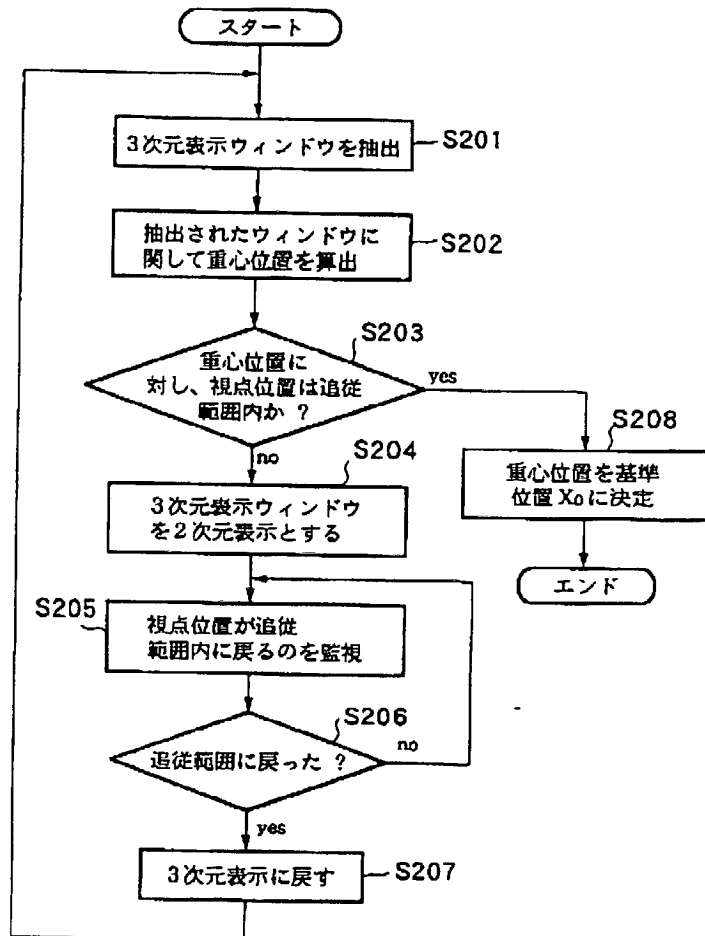 スタート
3次元表示ウィンドウを抽出
S201
抽出されたウィンドウに
関して重心位置を算出
S202
S203
重心位置に
対し、視点位置は追従
範囲内か ?
yes
no
S208
重心位置を基準
位置X₀に決定
エンド
S204
3次元表示ウィンドウ
を2次元表示とする
S205
視点位置が追従
範囲内に戻るのを監視
S206
追従範囲に戻った ?
no
yes
3次元表示に戻す
S207